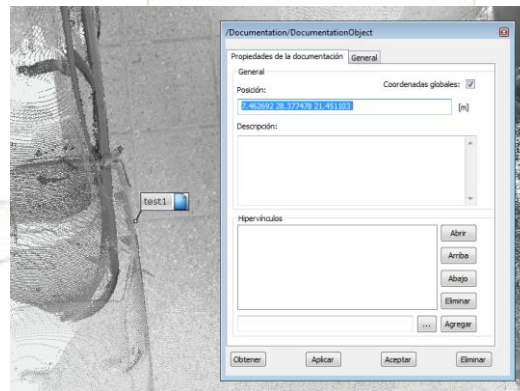 /Documentation/DocumentationObject
Propiedades de la documentación
General
General
Coordenadas globales:
Posición:
7.462692 28.377478 21.451103
[m]
Descripción:
test1
Hipervínculos
Abrir
Arriba
Abajo
Eliminar
... Agregar
Obtener Aplicar Aceptar Eliminar